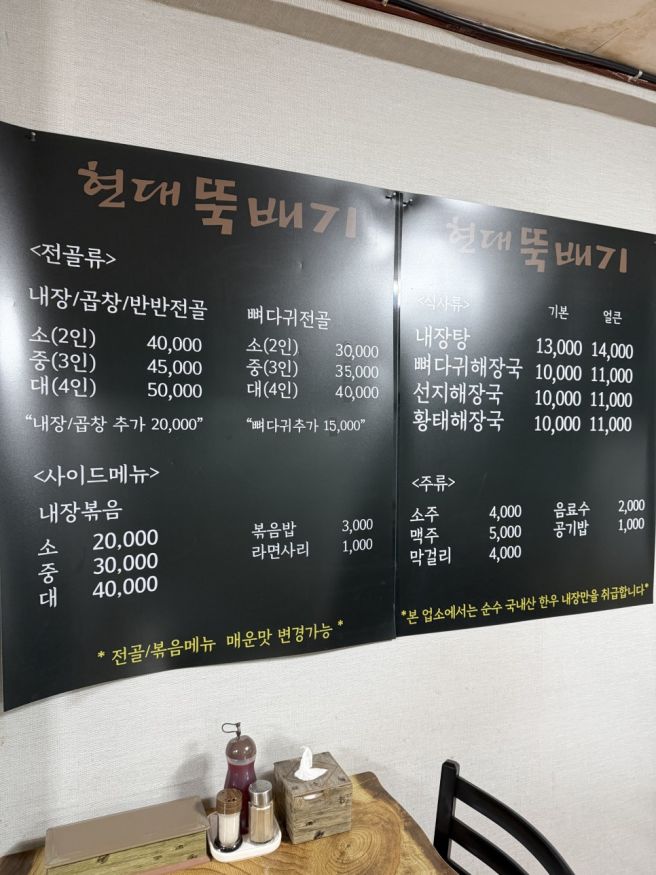 현대 뚝배기
<전골류>
내장/곱창/반반전골
소(2인) 40,000
중(3인) 45,000
대(4인) 50,000
"내장/곱창 추가 20,000"
뼈다귀전골
소(2인) 30,000
중(3인) 35,000
대(4인) 40,000
"뼈다귀추가 15,000"
<사이드메뉴>
내장볶음
소 20,000
중 30,000
대 40,000
볶음밥 3,000
라면사리 1,000
* 전골/볶음메뉴 매운맛 변경가능 *
현대 뚝배기
<식사류> 기본 얼큰
내장탕 13,000 14,000
뼈다귀해장국 10,000 11,000
선지해장국 10,000 11,000
황태해장국 10,000 11,000
<주류>
소주 4,000
맥주 5,000
막걸리 4,000
음료수 2,000
공기밥 1,000
*본 업소에서는 순수 국내산 한우 내장만을 취급합니다*